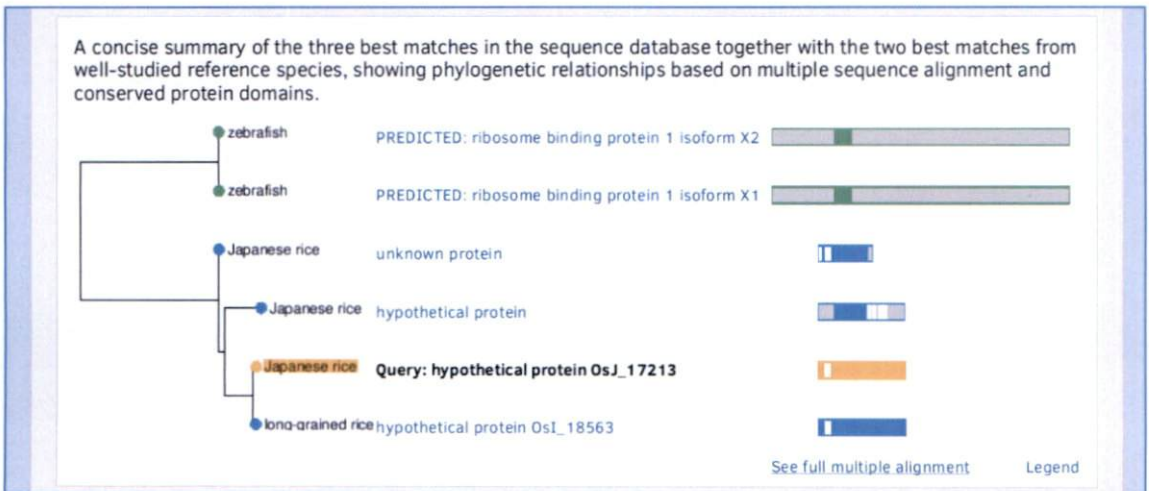 A concise summary of the three best matches in the sequence database together with the two best matches from
well-studied reference species, showing phylogenetic relationships based on multiple sequence alignment and
conserved protein domains.
zebrafish PREDICTED: ribosome binding protein 1 isoform X2
zebrafish PREDICTED: ribosome binding protein 1 isoform X1
Japanese rice unknown protein
Japanese rice hypothetical protein
Japanese rice Query: hypothetical protein OsJ_17213
long-grained rice hypothetical protein OsI_18563
See full multiple alignment Legend